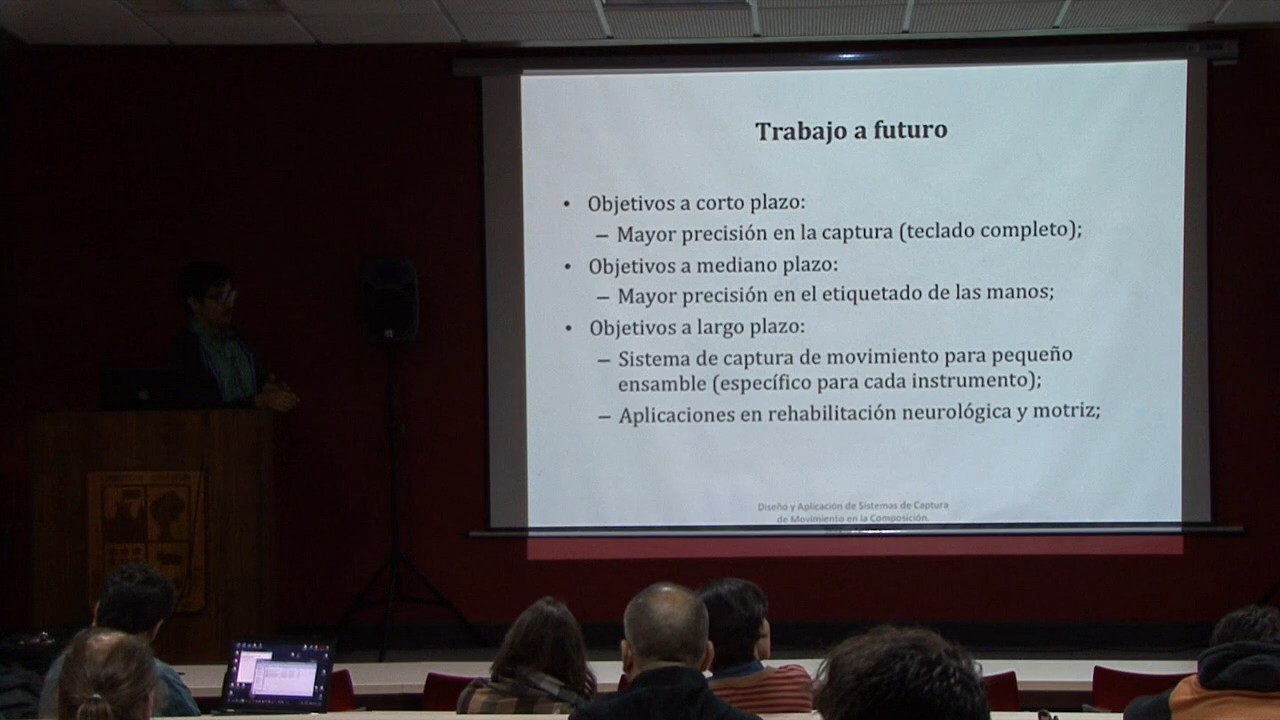 Trabajo a futuro
• Objetivos a corto plazo:
– Mayor precisión en la captura (teclado completo);
• Objetivos a mediano plazo:
– Mayor precisión en el etiquetado de las manos;
• Objetivos a largo plazo:
– Sistema de captura de movimiento para pequeño
ensamble (específico para cada instrumento);
– Aplicaciones en rehabilitación neurológica y motriz;
Diseño y Aplicación de Sistemas de Captura
de Movimiento en la Composición.